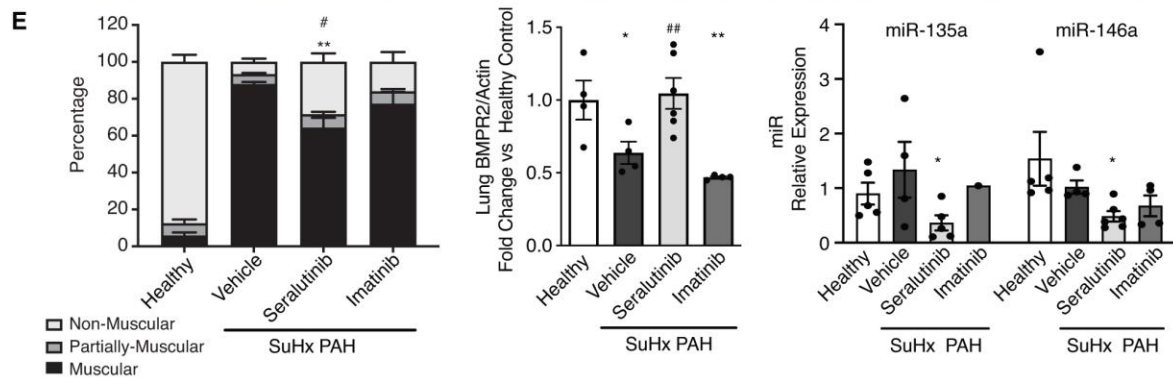 E
120
100
80
60
40
20
0
Percentage
#
**
Healthy
Vehicle
Seralutinib
Imatinib
SuHx PAH
Non-Muscular
Partially-Muscular
Muscular
Lung BMPR2/Actin
Fold Change vs Healthy Control
1.5
1.0
0.5
0.0
*
##
**
Healthy
Vehicle
Seralutinib
Imatinib
SuHx PAH
miR-135a
miR-146a
miR
Relative Expression
4
3
2
1
0
*
*
Healthy
Vehicle
Seralutinib
Imatinib
Healthy
Vehicle
Seralutinib
Imatinib
SuHx PAH
SuHx PAH